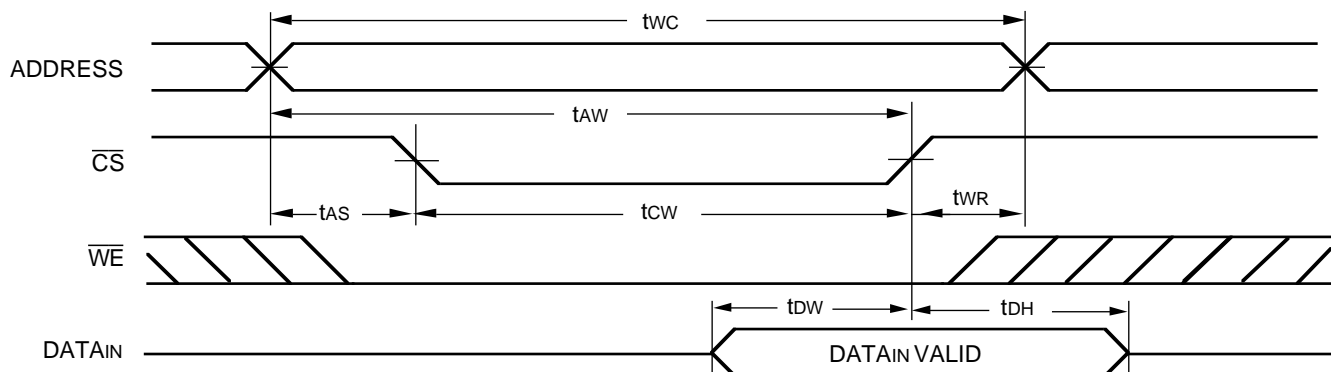 tWC
ADDRESS
tAW
CS
tAS
tCW
tWR
WE
tDW
tDH
DATAIN
DATAIN VALID